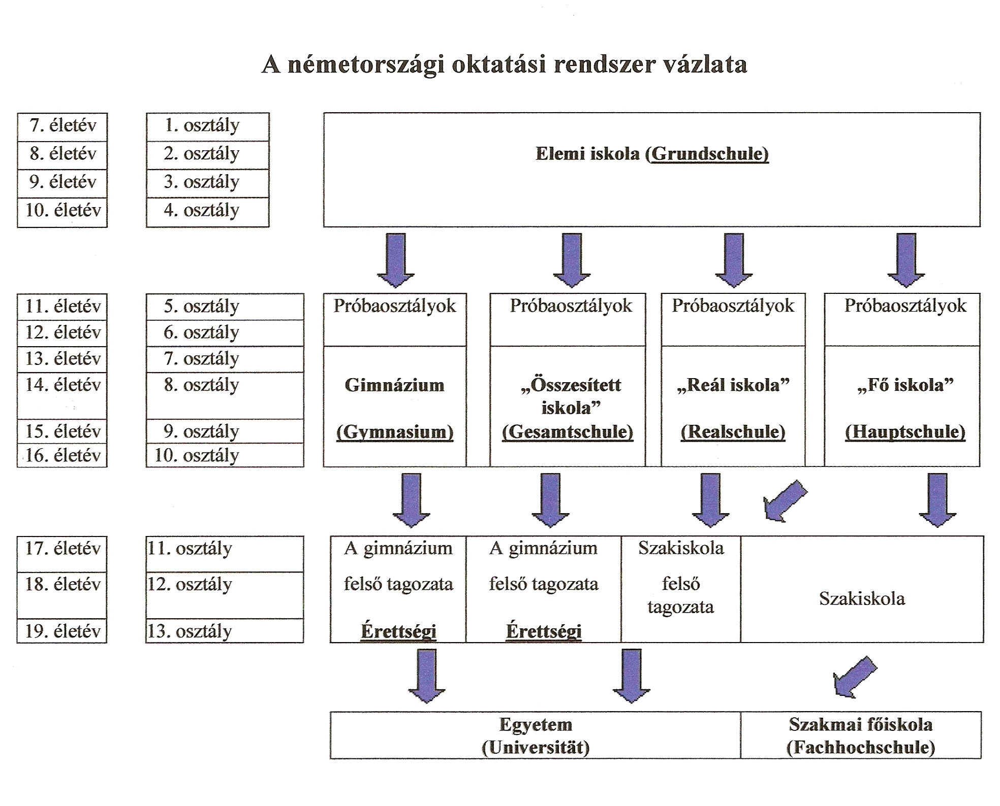 A németországi oktatási rendszer vázlata
7. életév
1. osztály
8. életév
2. osztály
Elemi iskola (Grundschule)
9. életév
3. osztály
10. életév
4. osztály
11. életév
5. osztály
Próbaosztályok
Próbaosztályok
Próbaosztályok
Próbaosztályok
12. életév
6. osztály
13. életév
7. osztály
14. életév
8. osztály
Gimnázium
„Összesített
iskola”
„Reál iskola”
„Fő iskola”
15. életév
9. osztály
(Gymnasium)
(Gesamtschule)
(Realschule)
(Hauptschule)
16. életév
10. osztály
17. életév
11. osztály
A gimnázium
A gimnázium
Szakiskola
18. életév
12. osztály
felső tagozata
felső tagozata
felső
tagozata
Szakiskola
19. életév
13. osztály
Érettségi
Érettségi
Egyetem
(Universität)
Szakmai főiskola
(Fachhochschule)